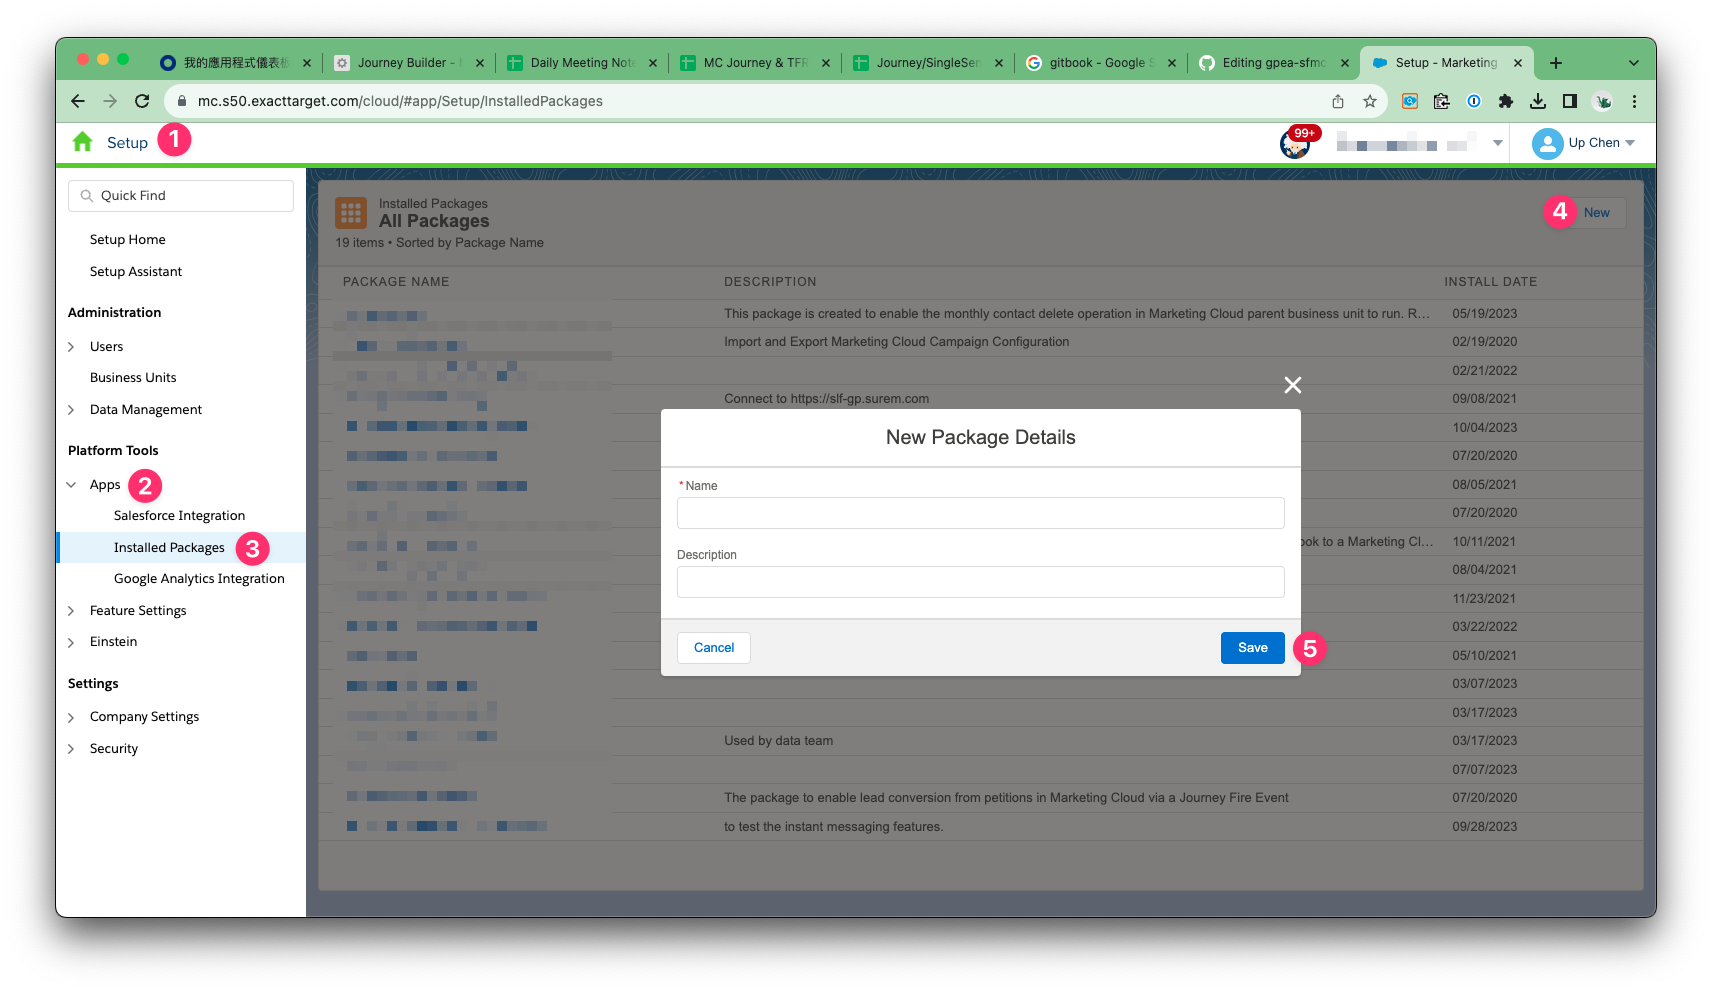 我的應用程式儀表板
Journey Builder -
Daily Meeting Note
MC Journey & TFR
Journey/SingleSen
gitbook - Google S
Editing gpea-sfmc
Setup - Marketing
mc.s50.exacttarget.com/cloud/#app/Setup/InstalledPackages
Setup
1
99+
Up Chen
Quick Find
Setup Home
Setup Assistant
Administration
Users
Business Units
Data Management
Platform Tools
Apps
2
Salesforce Integration
Installed Packages
3
Google Analytics Integration
Feature Settings
Einstein
Settings
Company Settings
Security
Installed Packages
All Packages
19 items • Sorted by Package Name
4
New
PACKAGE NAME DESCRIPTION INSTALL DATE
This package is created to enable the monthly contact delete operation in Marketing Cloud parent business unit to run. R... 05/19/2023
Import and Export Marketing Cloud Campaign Configuration 02/19/2020
02/21/2022
Connect to https://slf-gp.surem.com 09/08/2021
10/04/2023
07/20/2020
08/05/2021
07/20/2020
ook to a Marketing Cl... 10/11/2021
08/04/2021
11/23/2021
03/22/2022
05/10/2021
03/07/2023
03/17/2023
Used by data team 03/17/2023
07/07/2023
The package to enable lead conversion from petitions in Marketing Cloud via a Journey Fire Event 07/20/2020
to test the instant messaging features. 09/28/2023
New Package Details
* Name
Description
Cancel
Save
5